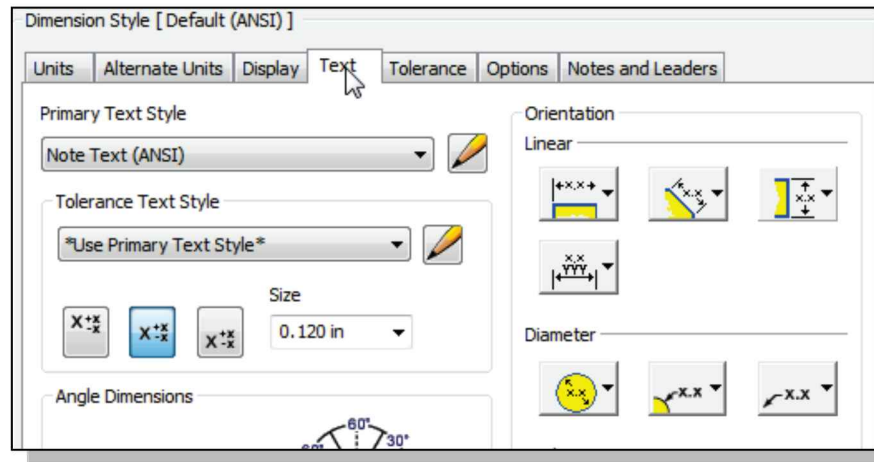 Dimension Style [ Default (ANSI) ]
Units Alternate Units Display Text Tolerance Options Notes and Leaders
Primary Text Style
Note Text (ANSI)
Tolerance Text Style
*Use Primary Text Style*
X+x-x X+x-x X+x-x
Size
0.120 in
Angle Dimensions
60° 30°
Orientation
Linear
x.x x.x x.x
x.x
YYY
Diameter
x.x x.x x.x